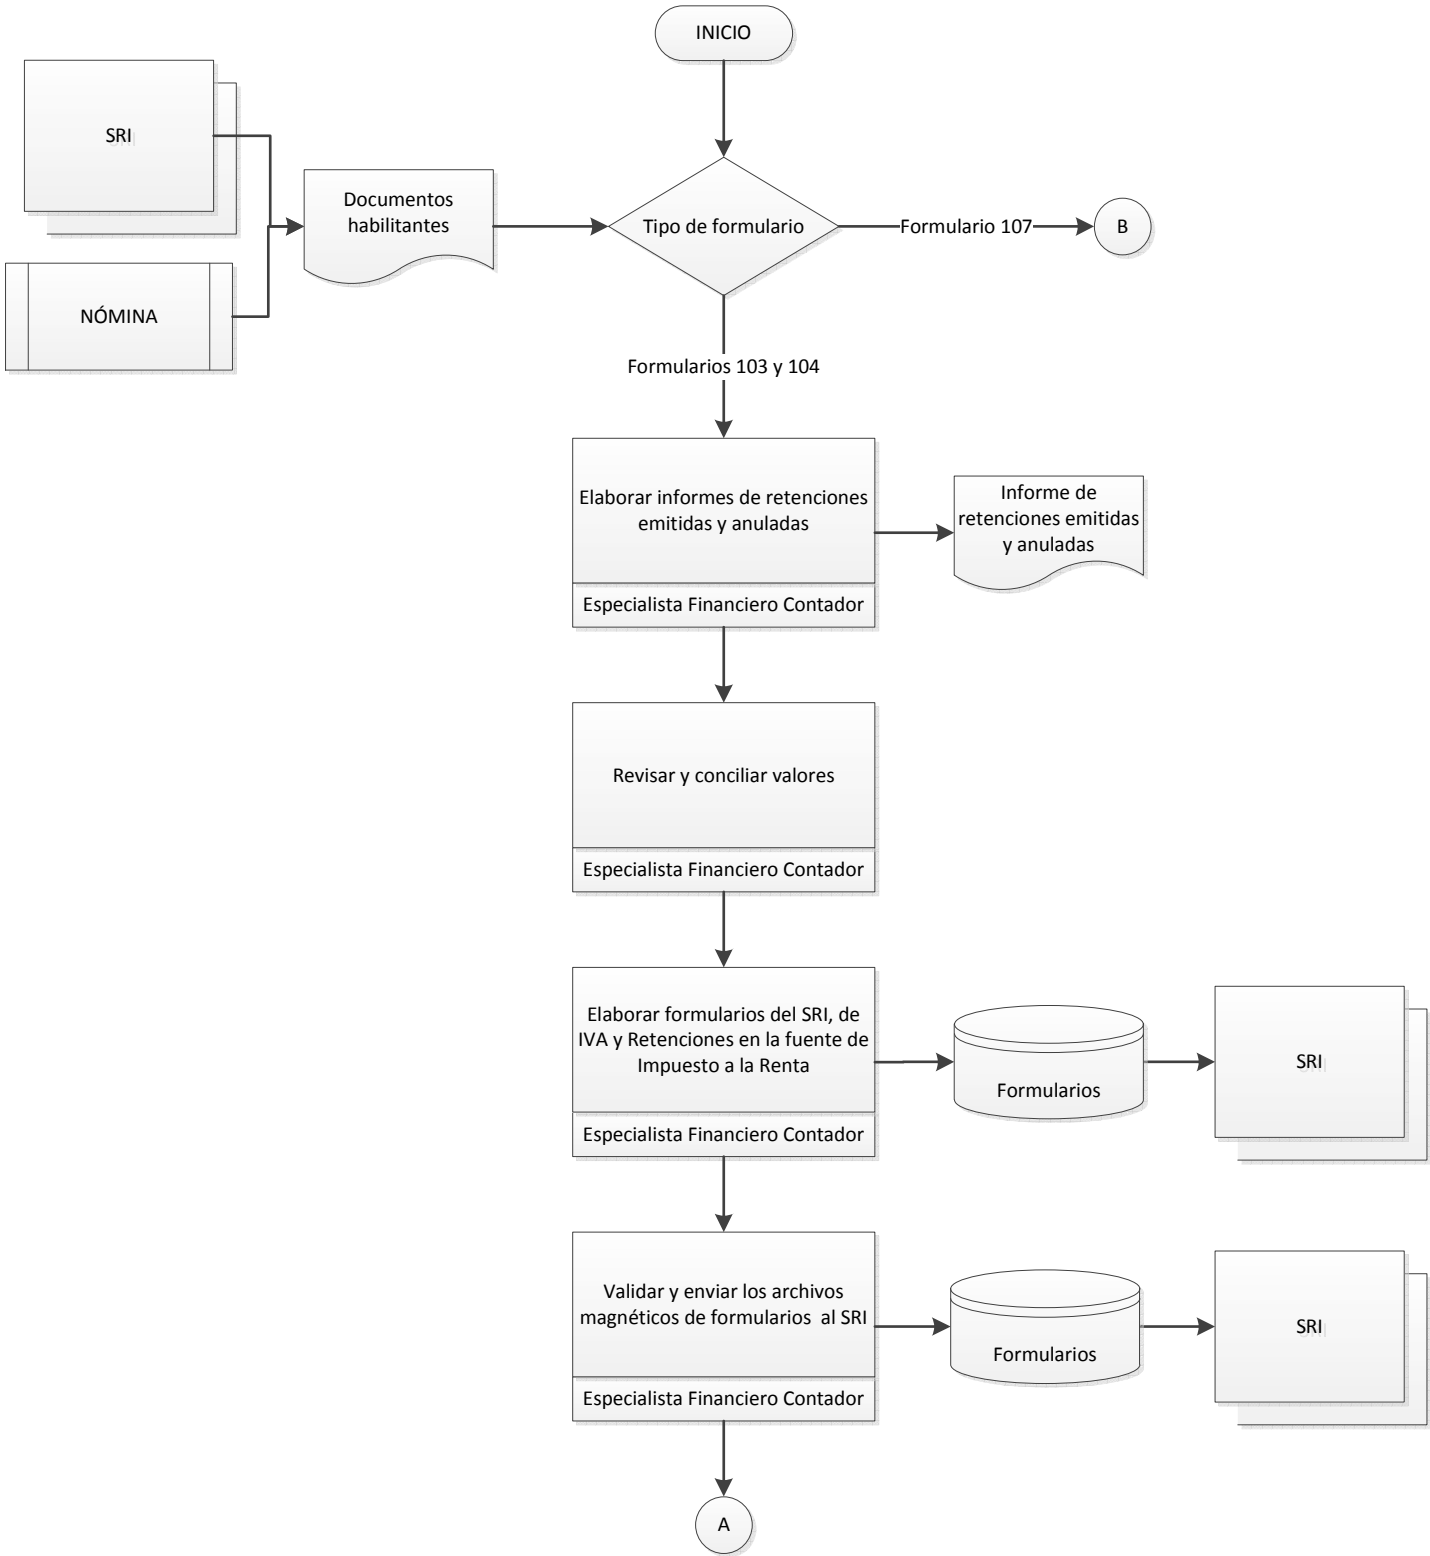 INICIO
SRI
Documentos
habilitantes
Tipo de formulario
Formulario 107
B
NÓMINA
Formularios 103 y 104
Elaborar informes de retenciones
emitidas y anuladas
Especialista Financiero Contador
Informe de
retenciones emitidas
y anuladas
Revisar y conciliar valores
Especialista Financiero Contador
Elaborar formularios del SRI, de
IVA y Retenciones en la fuente de
Impuesto a la Renta
Especialista Financiero Contador
Formularios
SRI
Validar y enviar los archivos
magnéticos de formularios al SRI
Especialista Financiero Contador
Formularios
SRI
A